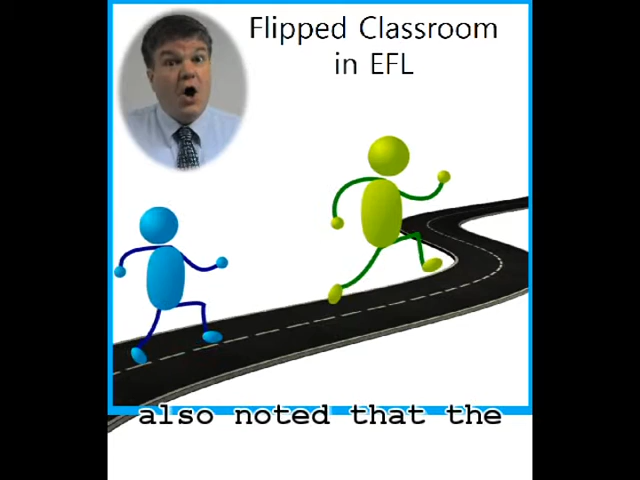 Flipped Classroom
in EFL
also noted that the